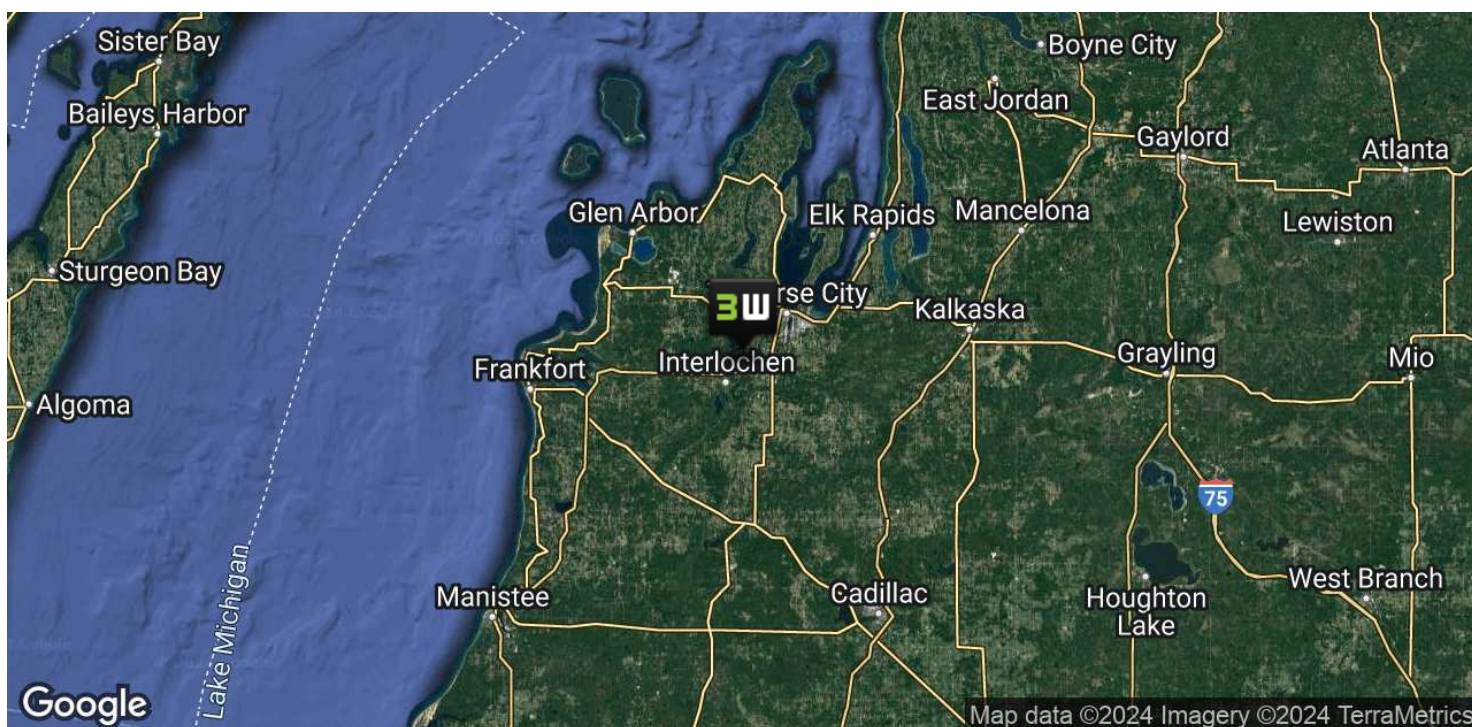 Sister Bay
Boyne City
Baileys Harbor
East Jordan
Gaylord
Atlanta
Glen Arbor
Elk Rapids
Mancelona
Lewiston
Sturgeon Bay
3W
rse City
Kalkaska
Interlochen
Grayling
Mio
Frankfort
Algoma
75
Lake Michigan
Manistee
Cadillac
Houghton
Lake
West Branch
Google
Map data ©2024 Imagery ©2024 TerraMetrics